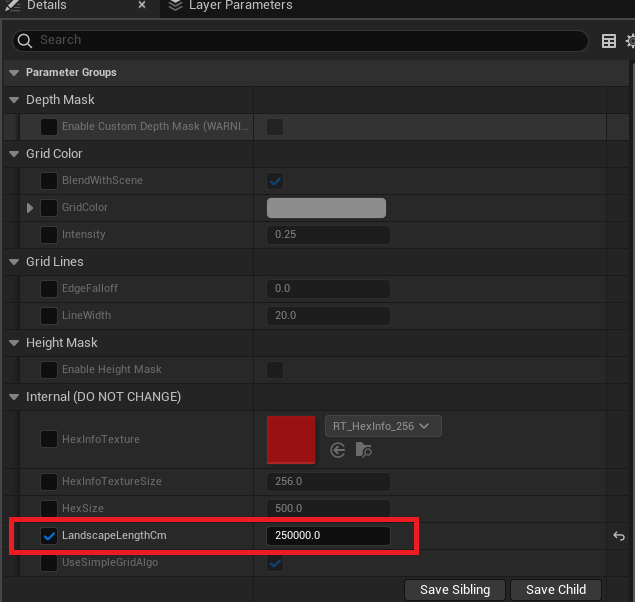 Details × Layer Parameters
Search
Parameter Groups
Depth Mask
Enable Custom Depth Mask (WARNI...
Grid Color
BlendWithScene
GridColor
Intensity 0.25
Grid Lines
EdgeFalloff 0.0
LineWidth 20.0
Height Mask
Enable Height Mask
Internal (DO NOT CHANGE)
HexInfoTexture RT_HexInfo_256
HexInfoTextureSize 256.0
HexSize 500.0
LandscapeLengthCm 250000.0
UseSimpleGridAlgo
Save Sibling Save Child